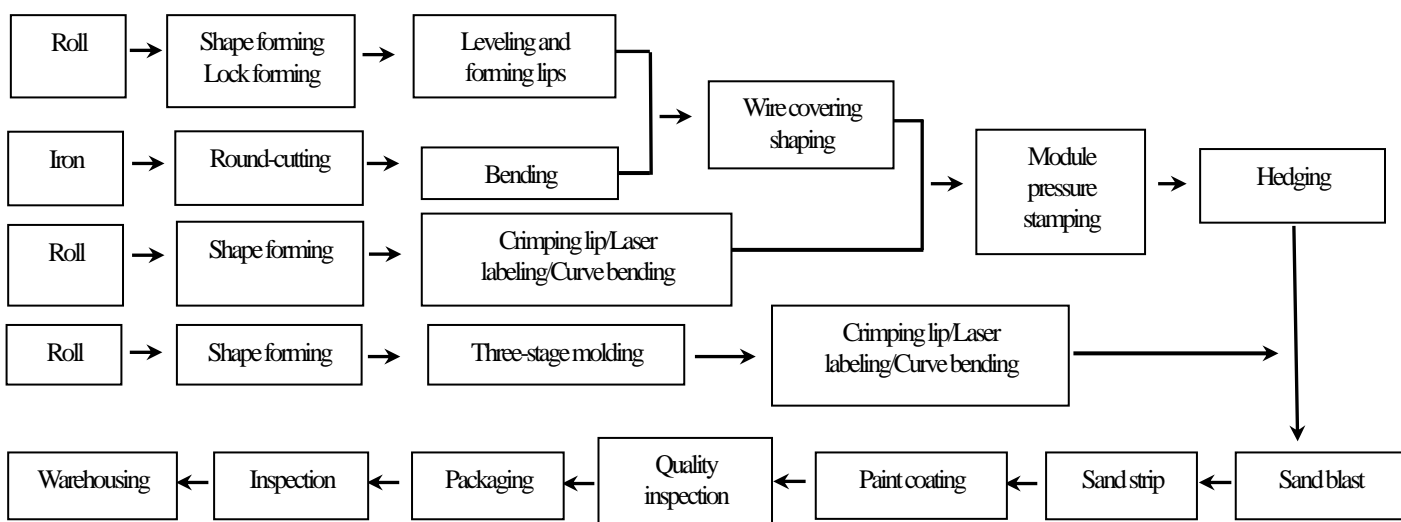 Roll
Shape forming
Lock forming
Leveling and
forming lips
Wire covering
shaping
Iron
Round-cutting
Bending
Module
pressure
stamping
Hedging
Roll
Shape forming
Crimping lip/Laser
labeling/Curve bending
Roll
Shape forming
Three-stage molding
Crimping lip/Laser
labeling/Curve bending
Warehousing
Inspection
Packaging
Quality
inspection
Paint coating
Sand strip
Sand blast